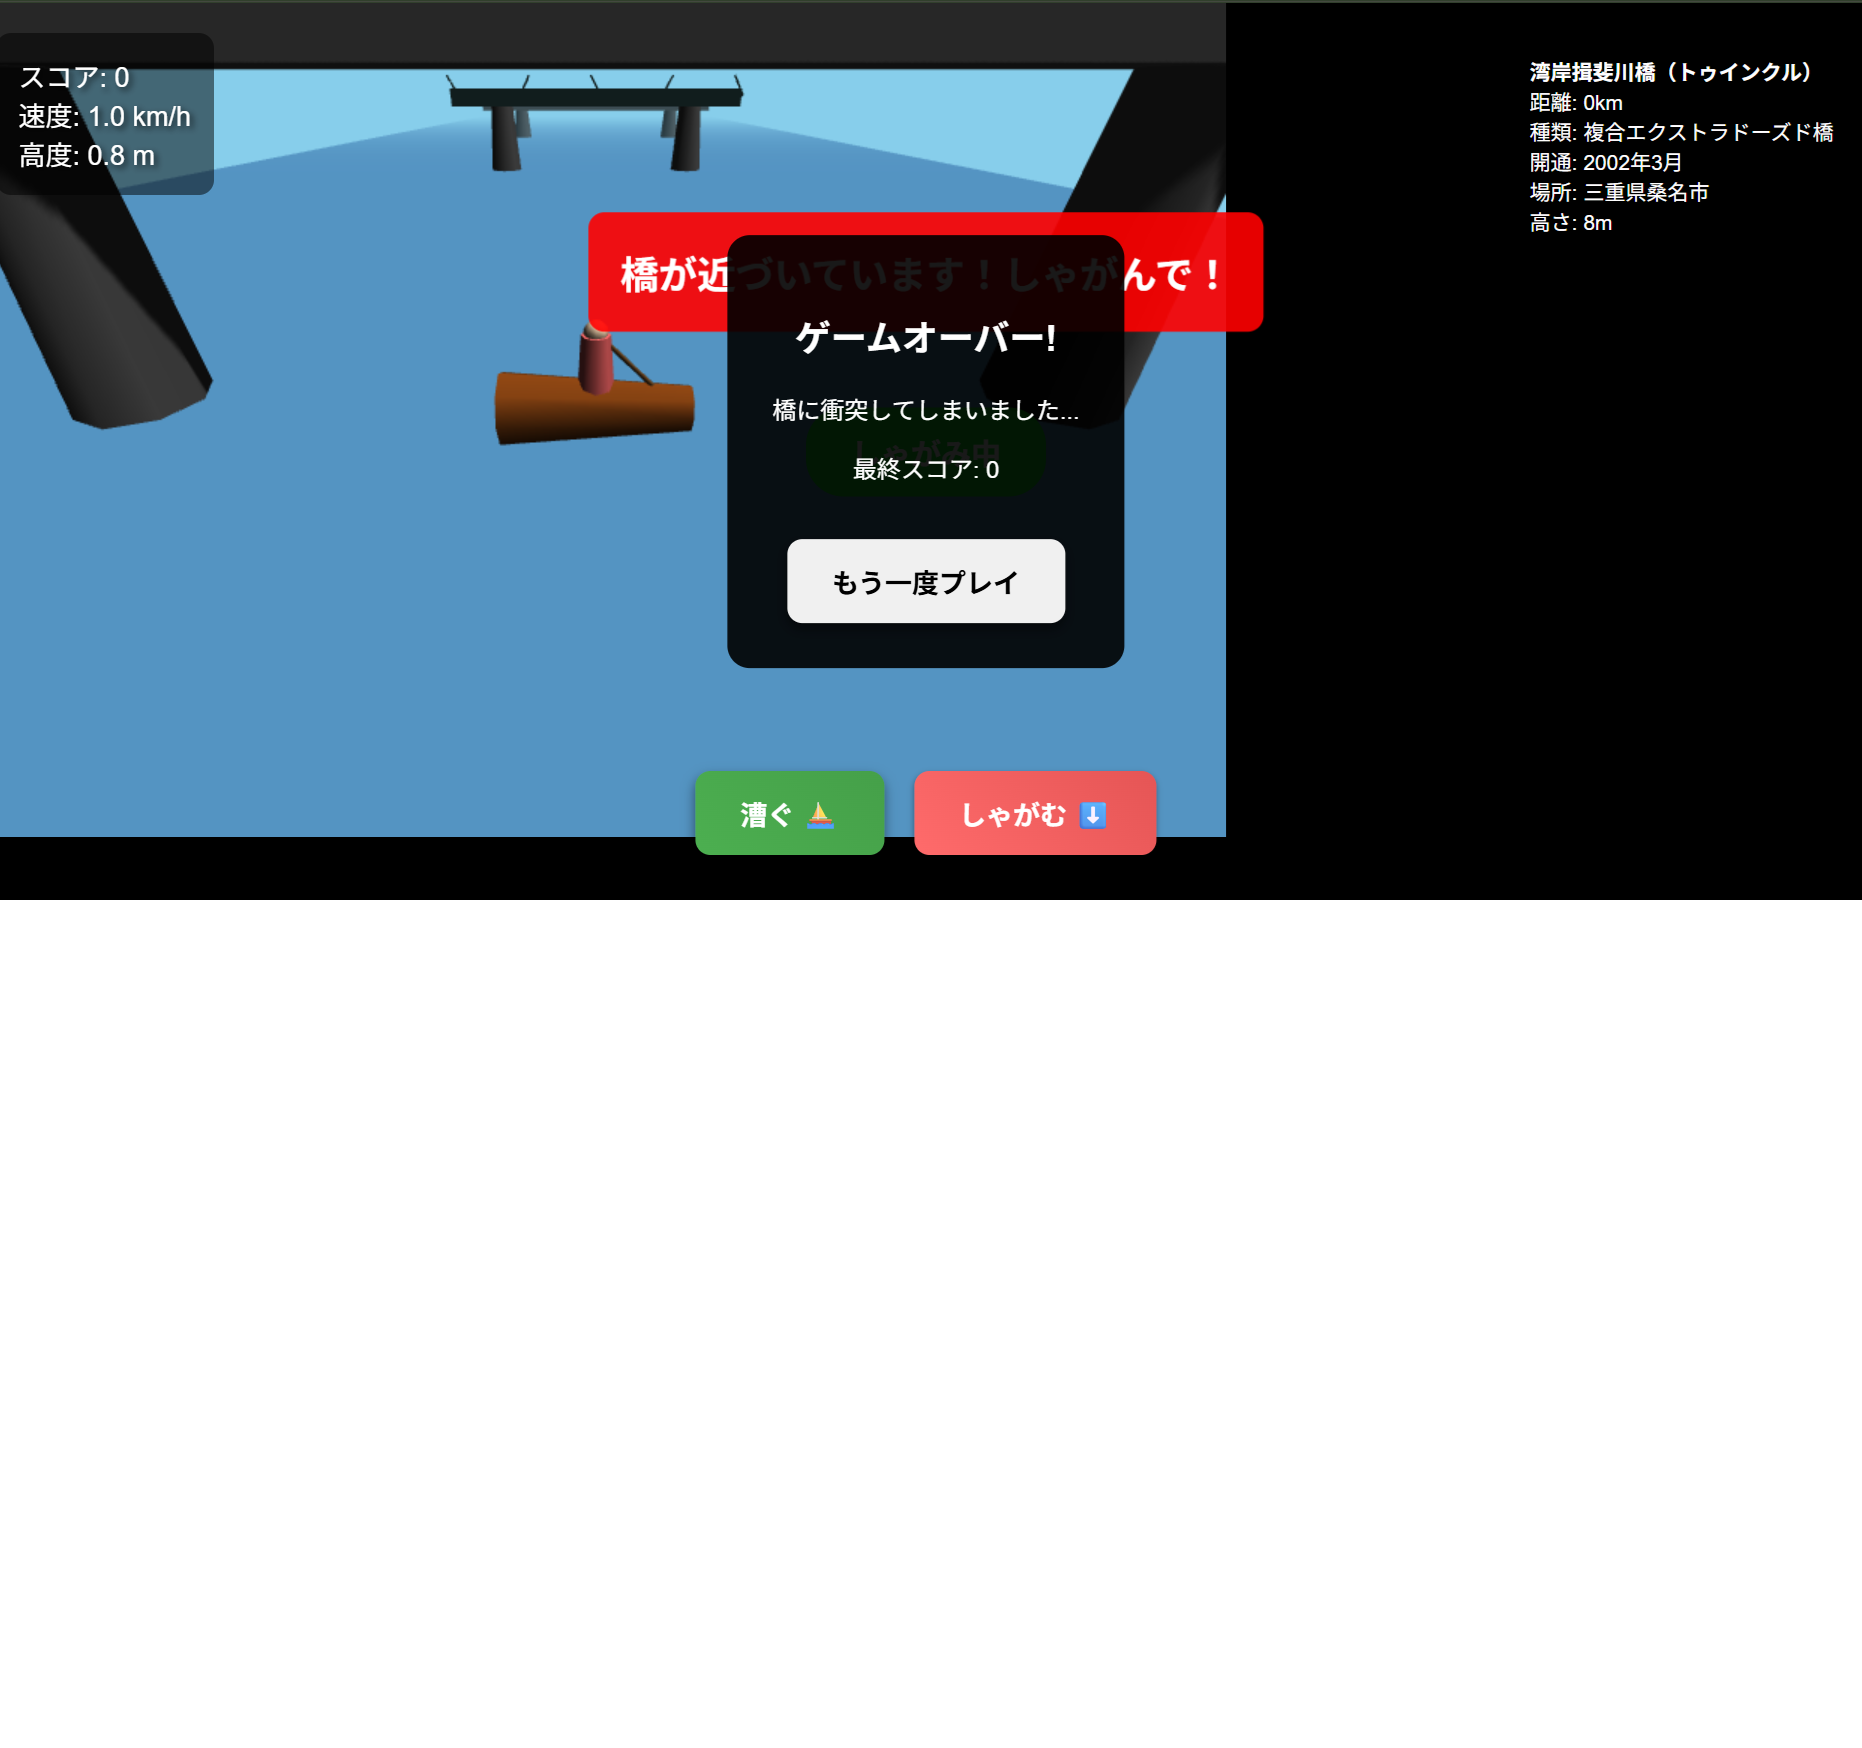 スコア: 0
速度: 1.0 km/h
高度: 0.8 m
湾岸揖斐川橋（トゥインクル）
距離: 0km
種類: 複合エクストラドーズド橋
開通: 2002年3月
場所: 三重県桑名市
高さ: 8m
橋が近づいています！しゃがんで！
ゲームオーバー!
橋に衝突してしまいました...
しゃがみ中
最終スコア: 0
もう一度プレイ
漕ぐ ⛵
しゃがむ ⬇️